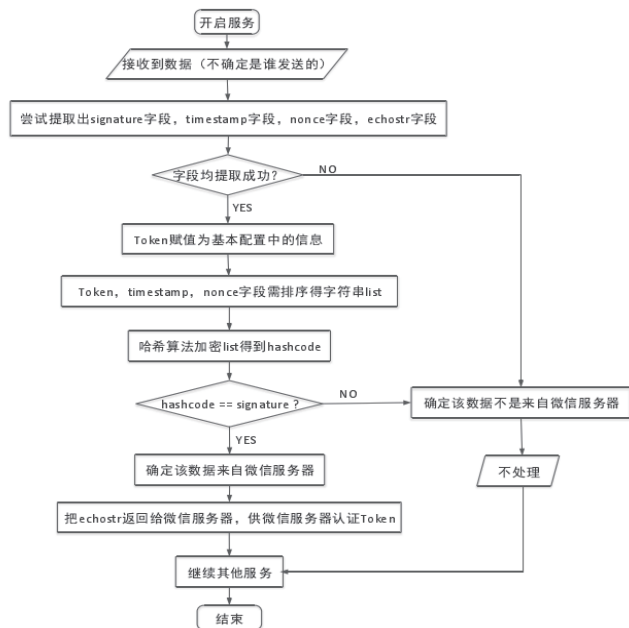 开启服务
接收到数据（不确定是谁发送的）
尝试提取出signature字段，timestamp字段，nonce字段，echostr字段
字段均提取成功？
NO
YES
Token赋值为基本配置中的信息
Token，timestamp，nonce字段需排序得字符串list
哈希算法加密list得到hashcode
hashcode == signature ?
NO
确定该数据不是来自微信服务器
YES
确定该数据来自微信服务器
不处理
把echostr返回给微信服务器，供微信服务器认证Token
继续其他服务
结束